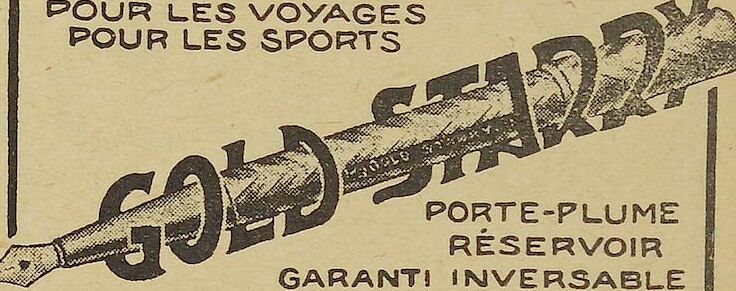 POUR LES VOYAGES
POUR LES SPORTS
GOLD STARRY
PORTE-PLUME
RÉSERVOIR
GARANTI INVERSABLE